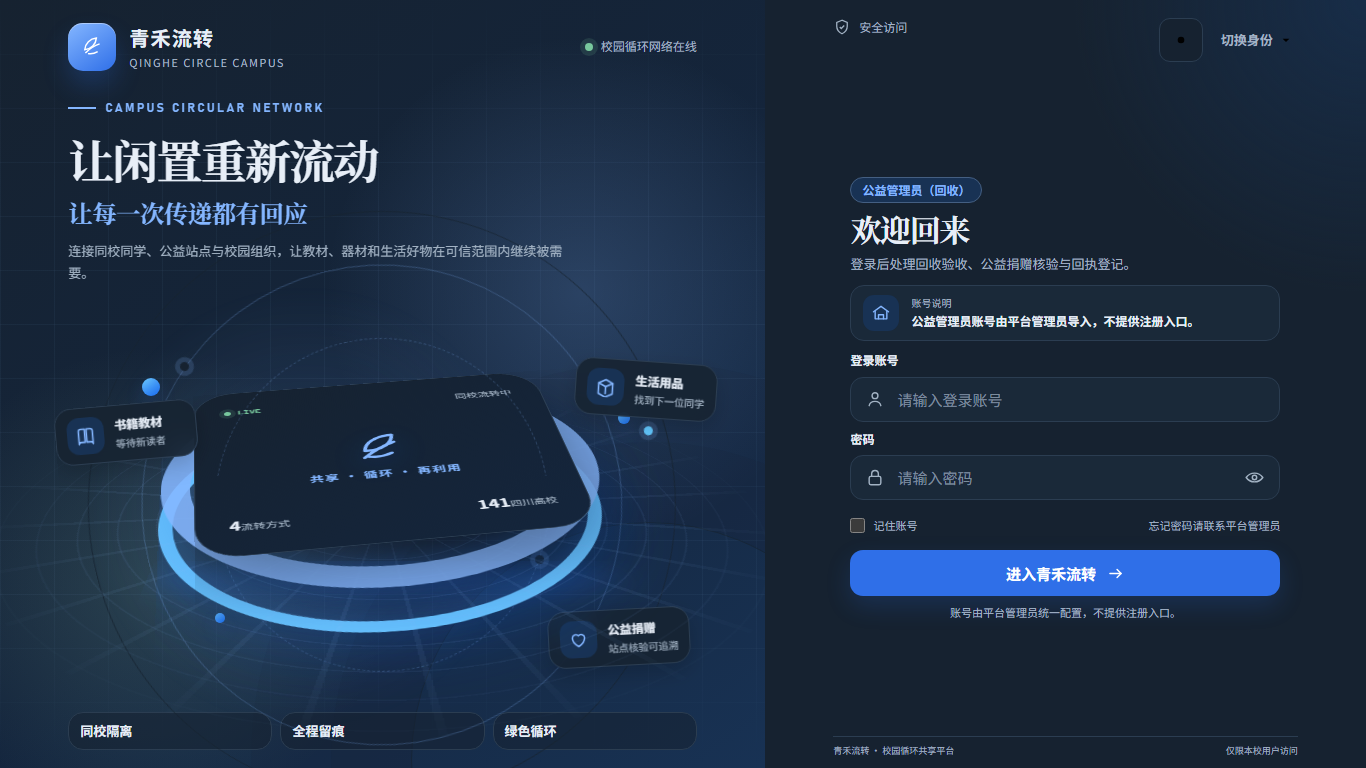 青禾流转
QINGHE CIRCLE CAMPUS
校园循环网络在线
CAMPUS CIRCULAR NETWORK
让闲置重新流动
让每一次传递都有回应
连接同校同学、公益站点与校园组织，让教材、器材和生活好物在可信范围内继续被需
要。
LIVE
同校流转中
共享 · 循环 · 再利用
4流转方式
141四川高校
书籍教材
等待新读者
生活用品
找到下一位同学
公益捐赠
站点核验可追溯
同校隔离
全程留痕
绿色循环
安全访问
切换身份
公益管理员（回收）
欢迎回来
登录后处理回收验收、公益捐赠核验与回执登记。
账号说明
公益管理员账号由平台管理员导入，不提供注册入口。
登录账号
请输入登录账号
密码
请输入密码
记住账号
忘记密码请联系平台管理员
进入青禾流转
账号由平台管理员统一配置，不提供注册入口。
青禾流转 · 校园循环共享平台
仅限本校用户访问